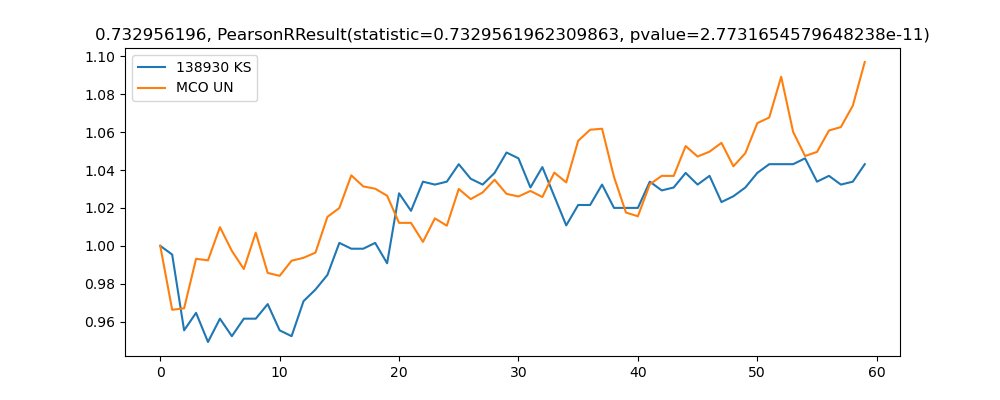 0.732956196, PearsonRResult(statistic=0.7329561962309863, pvalue=2.7731654579648238e-11)
138930 KS
MCO UN
1.10
1.08
1.06
1.04
1.02
1.00
0.98
0.96
0 10 20 30 40 50 60